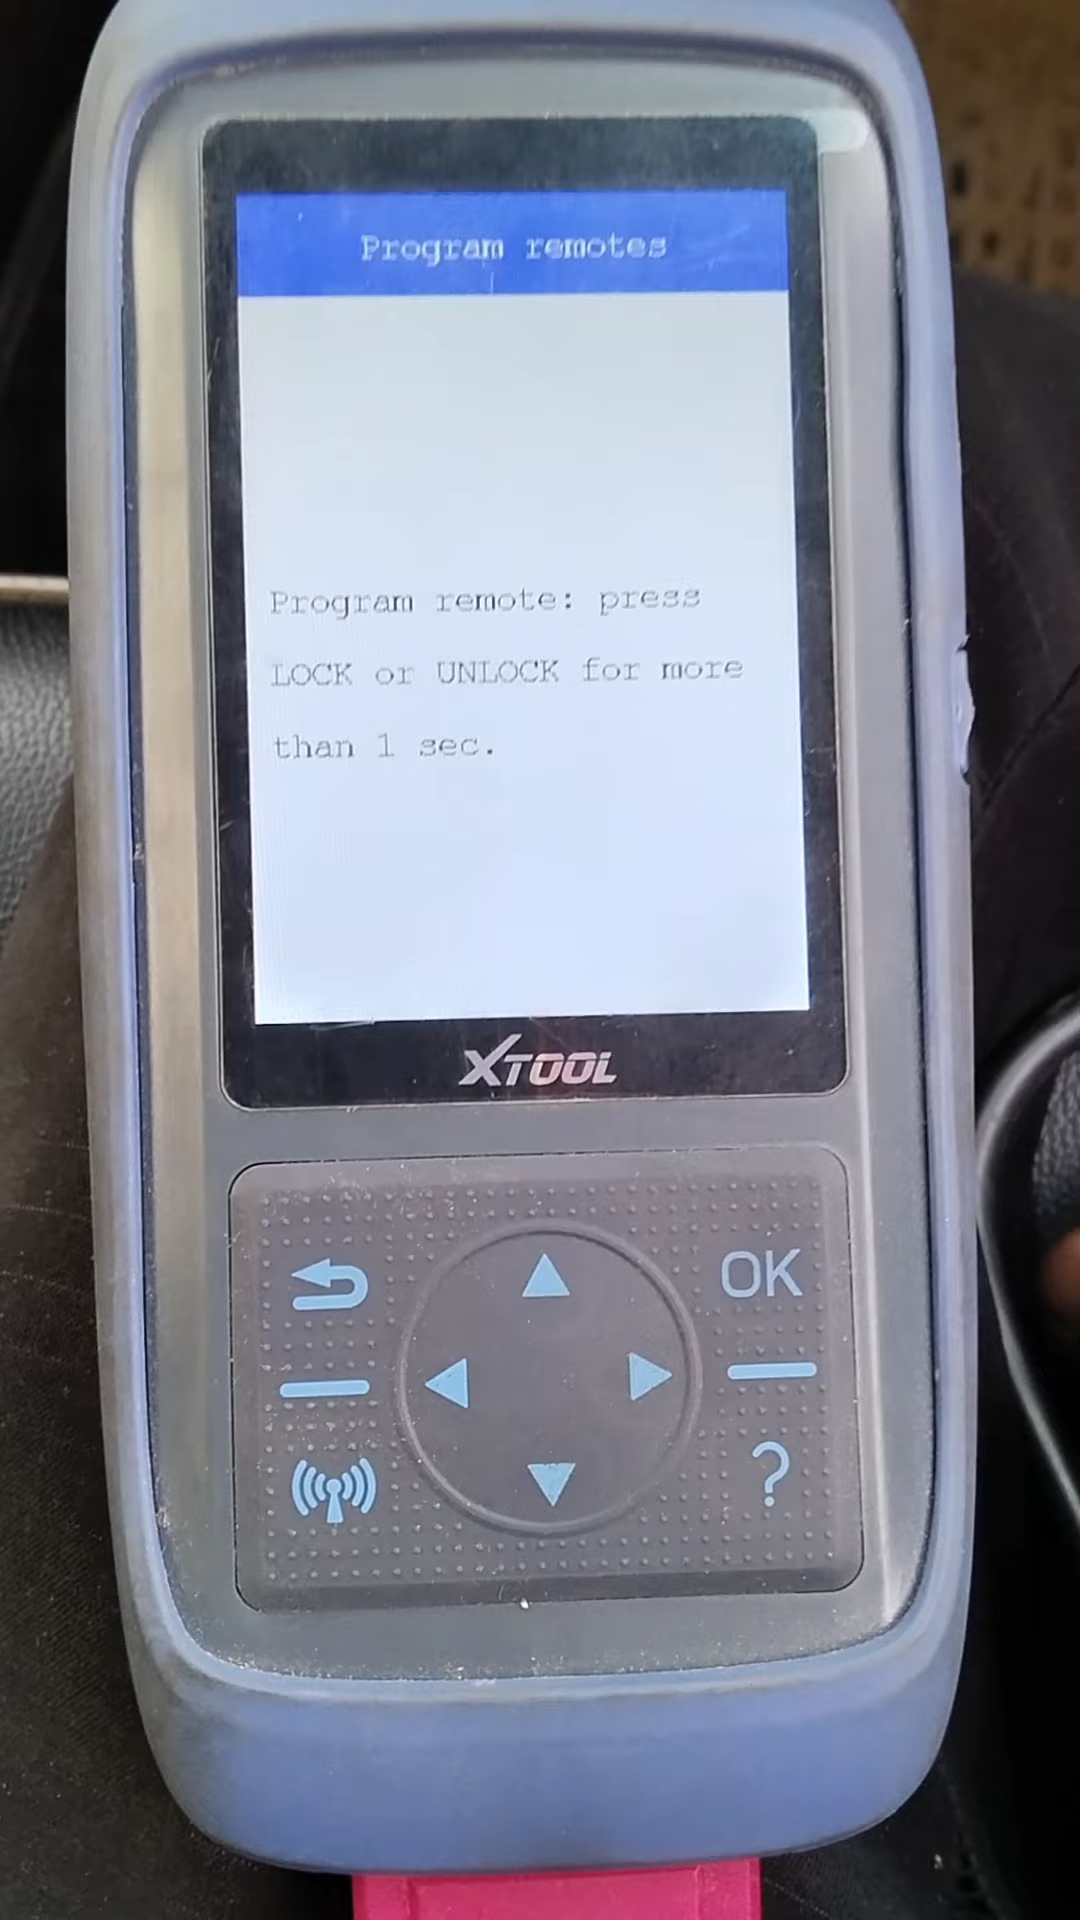 Program remotes
Program remote: press
LOCK or UNLOCK for more
than 1 sec.
XTOOL
OK
?